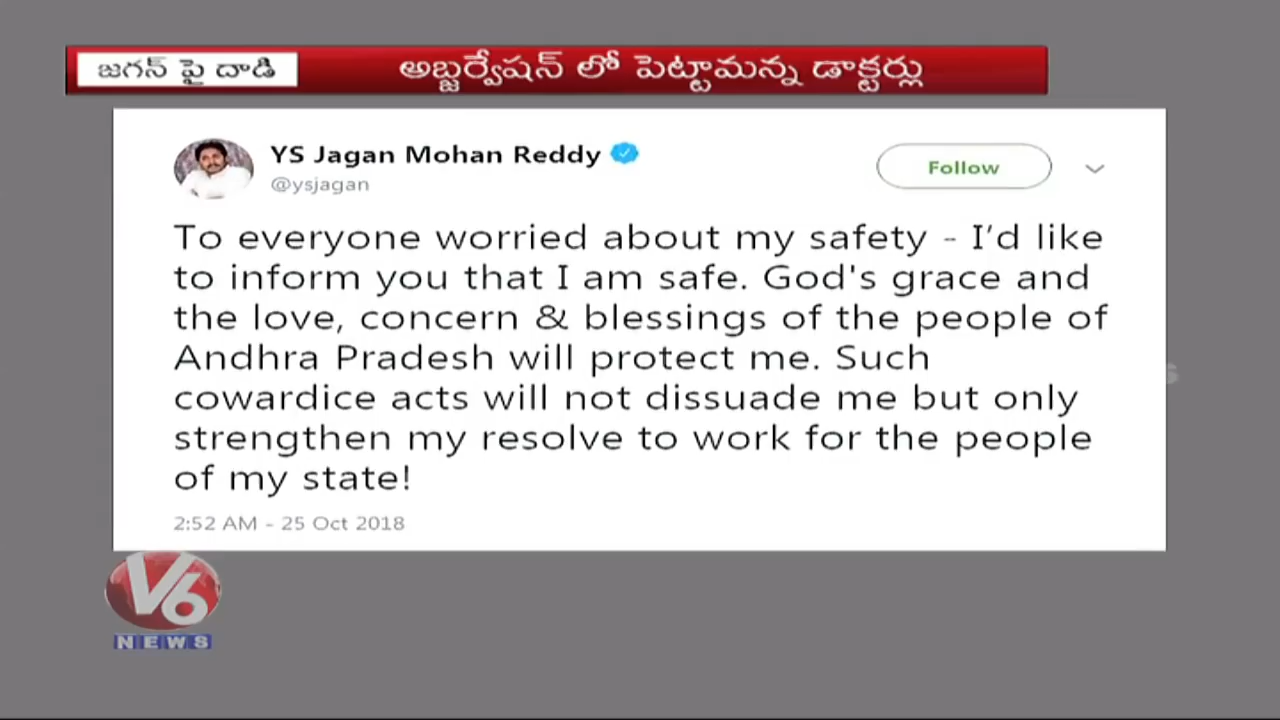 జగన్ పై దాడి
అబ్జర్వేషన్ లో పెట్టామన్న డాక్టర్లు
YS Jagan Mohan Reddy
@ysjagan
Follow
To everyone worried about my safety - I’d like
to inform you that I am safe. God's grace and
the love, concern & blessings of the people of
Andhra Pradesh will protect me. Such
cowardice acts will not dissuade me but only
strengthen my resolve to work for the people
of my state!
2:52 AM - 25 Oct 2018
V6
NEWS